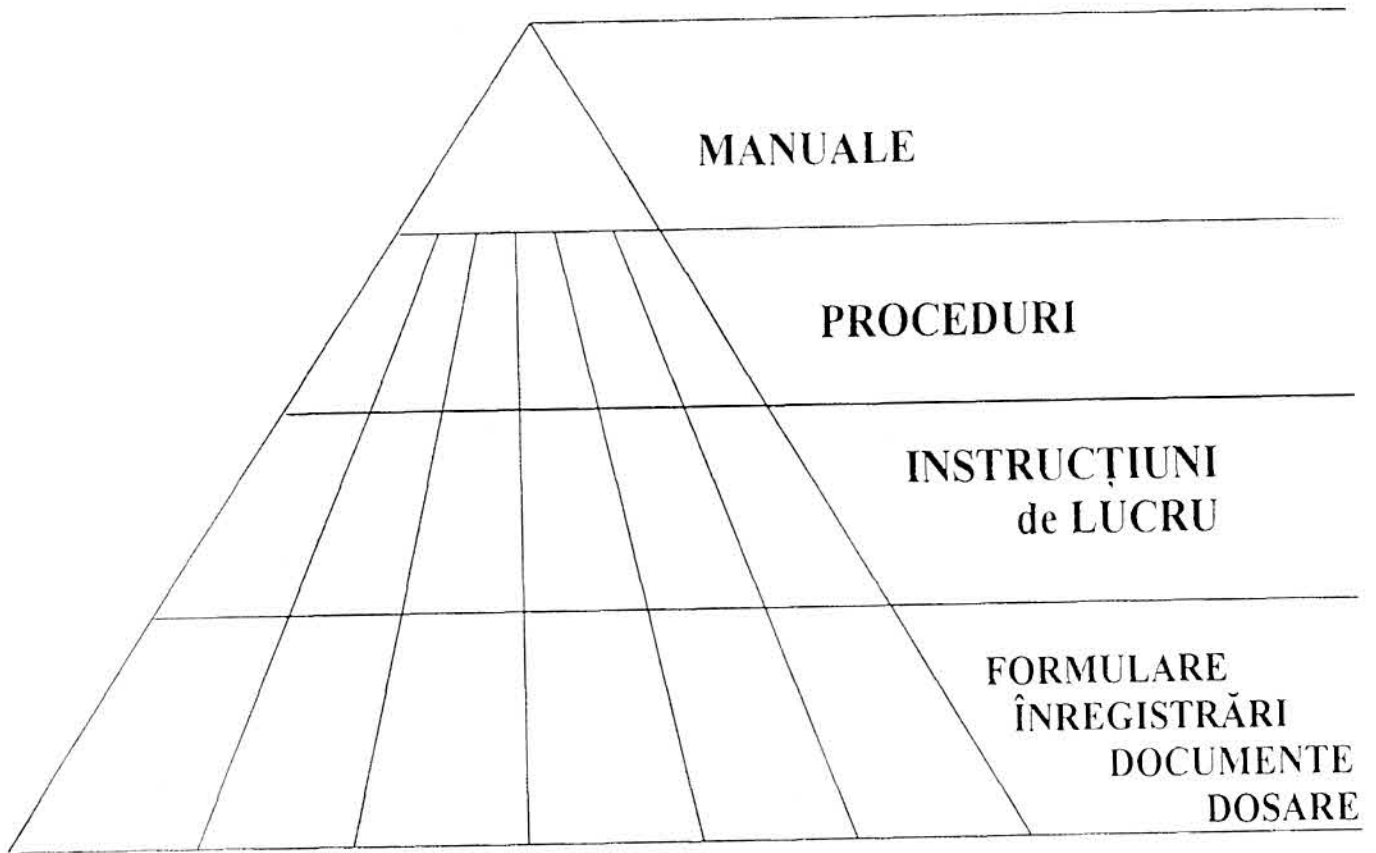 MANUALE
PROCEDURI
INSTRUCȚIUNI
de LUCRU
FORMULARE
ÎNREGISTRĂRI
DOCUMENTE
DOSARE